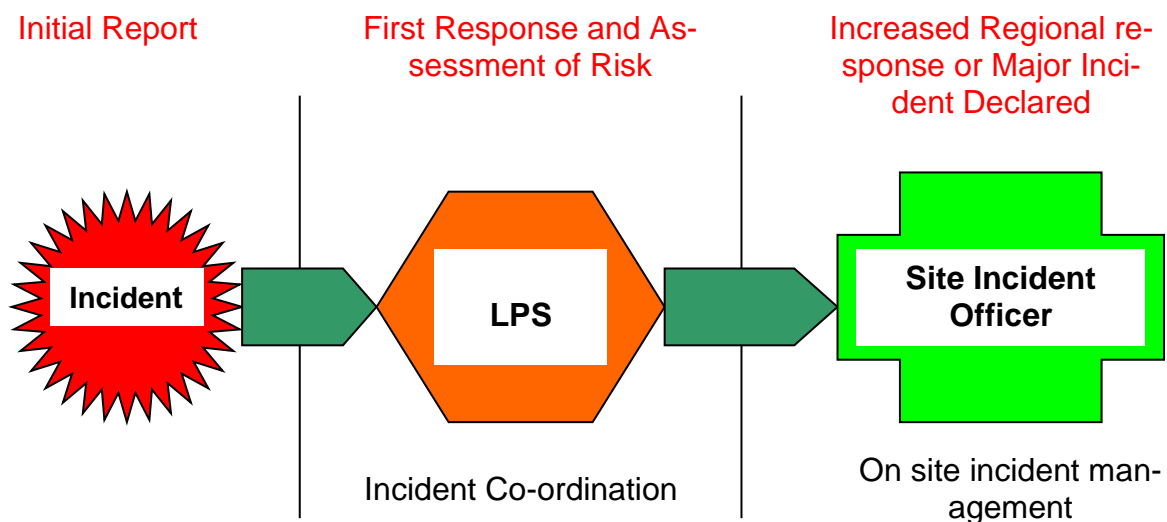 Initial Report
First Response and As-
sessment of Risk
Increased Regional re-
sponse or Major Inci-
dent Declared
Incident
LPS
Site Incident
Officer
Incident Co-ordination
On site incident man-
agement